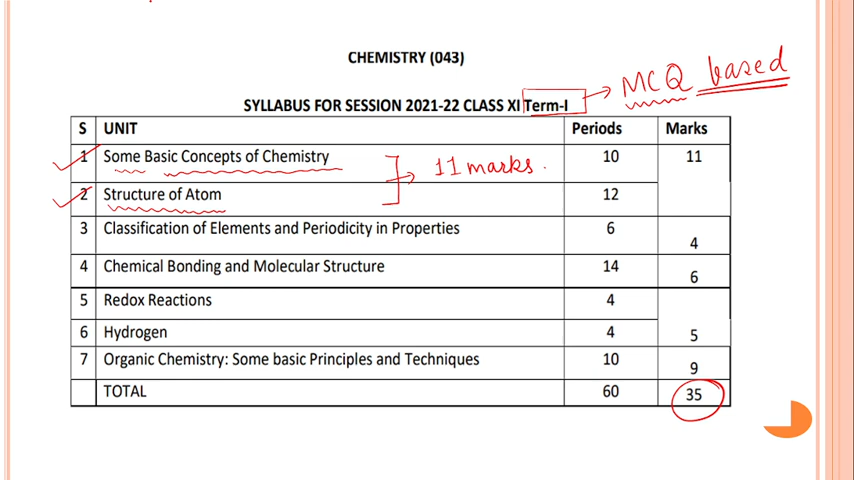 CHEMISTRY (043)
SYLLABUS FOR SESSION 2021-22 CLASS XI Term-I → MCQ based
S UNIT Periods Marks
1 Some Basic Concepts of Chemistry 10 11
→ 11 marks.
2 Structure of Atom 12
3 Classification of Elements and Periodicity in Properties 6 4
4 Chemical Bonding and Molecular Structure 14 6
5 Redox Reactions 4
6 Hydrogen 4 5
7 Organic Chemistry: Some basic Principles and Techniques 10 9
TOTAL 60 35